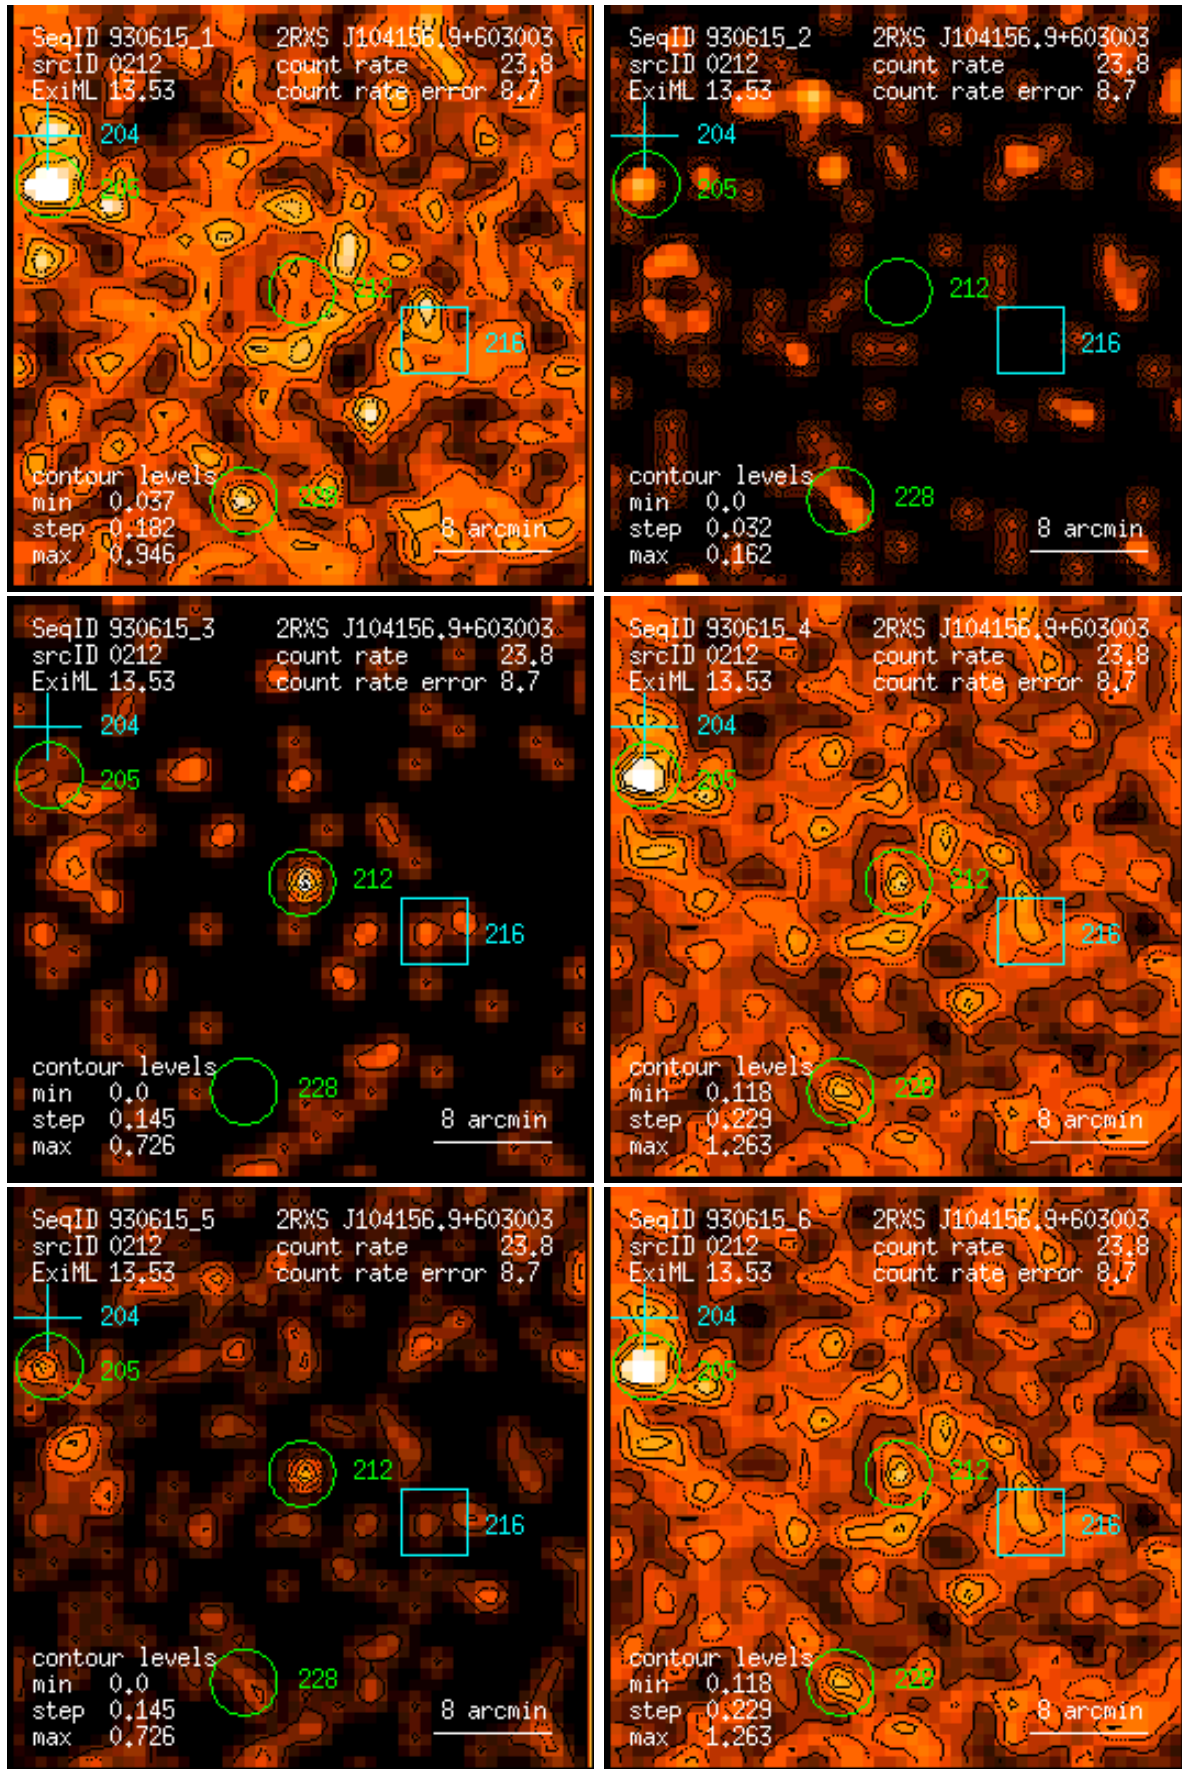 SeqID 930615_1 2RXS J104156.9+603003
srcID 0212 count rate 23.8
ExiML 13.53 count rate error 8.7
204
205
212
216
contour levels
min 0.037 228
step 0.182 8 arcmin
max 0.946
SeqID 930615_2 2RXS J104156.9+603003
srcID 0212 count rate 23.8
ExiML 13.53 count rate error 8.7
204
205
212
216
contour levels
min 0.0 228
step 0.032 8 arcmin
max 0.162
SeqID 930615_3 2RXS J104156.9+603003
srcID 0212 count rate 23.8
ExiML 13.53 count rate error 8.7
204
205
212
216
contour levels
min 0.0 228
step 0.145 8 arcmin
max 0.726
SeqID 930615_4 2RXS J104156.9+603003
srcID 0212 count rate 23.8
ExiML 13.53 count rate error 8.7
204
205
212
216
contour levels
min 0.118 228
step 0.229 8 arcmin
max 1.263
SeqID 930615_5 2RXS J104156.9+603003
srcID 0212 count rate 23.8
ExiML 13.53 count rate error 8.7
204
205
212
216
contour levels
min 0.0 228
step 0.145 8 arcmin
max 0.726
SeqID 930615_6 2RXS J104156.9+603003
srcID 0212 count rate 23.8
ExiML 13.53 count rate error 8.7
204
205
212
216
contour levels
min 0.118 228
step 0.229 8 arcmin
max 1.263